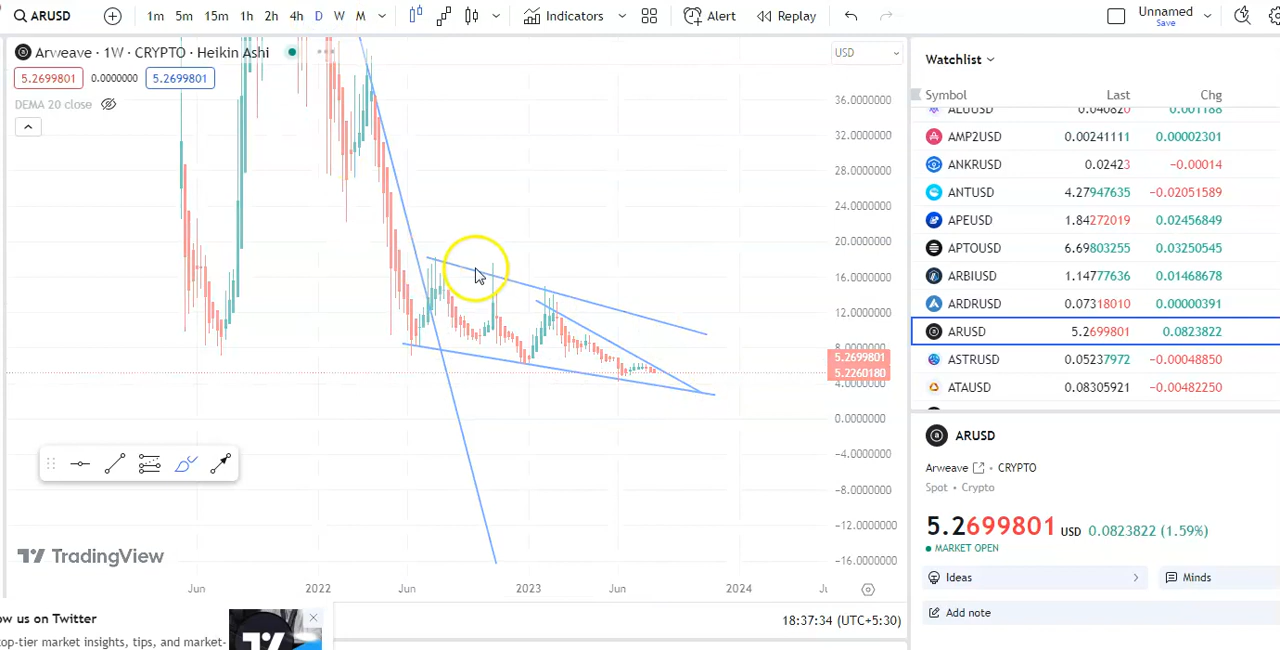 ARUSD 1m 5m 15m 1h 2h 4h D W M Indicators Alert Replay Unnamed
Save
Arweave · 1W · CRYPTO · Heikin Ashi
USD
5.2699801 0.0000000 5.2699801
DEMA 20 close
36.0000000
32.0000000
28.0000000
24.0000000
20.0000000
16.0000000
12.0000000
8.0000000
5.2699801
5.2260180
4.0000000
0.0000000
−4.0000000
−8.0000000
−12.0000000
−16.0000000
TradingView
Jun 2022 Jun 2023 Jun 2024
18:37:34 (UTC+5:30)
ow us on Twitter
top-tier market insights, tips, and market-
Watchlist
Symbol Last Chg
ALUUSD 0.040820 0.001188
AMP2USD 0.00241111 0.00002301
ANKRUSD 0.02423 −0.00014
ANTUSD 4.27947635 −0.02051589
APEUSD 1.84272019 0.02456849
APTOUSD 6.69803255 0.03250545
ARBIUSD 1.14777636 0.01468678
ARDRUSD 0.07318010 0.00000391
ARUSD 5.2699801 0.0823822
ASTRUSD 0.05237972 −0.00048850
ATAUSD 0.08305921 −0.00482250
ARUSD
Arweave • CRYPTO
Spot • Crypto
5.2699801 USD 0.0823822 (1.59%)
MARKET OPEN
Ideas
Minds
Add note